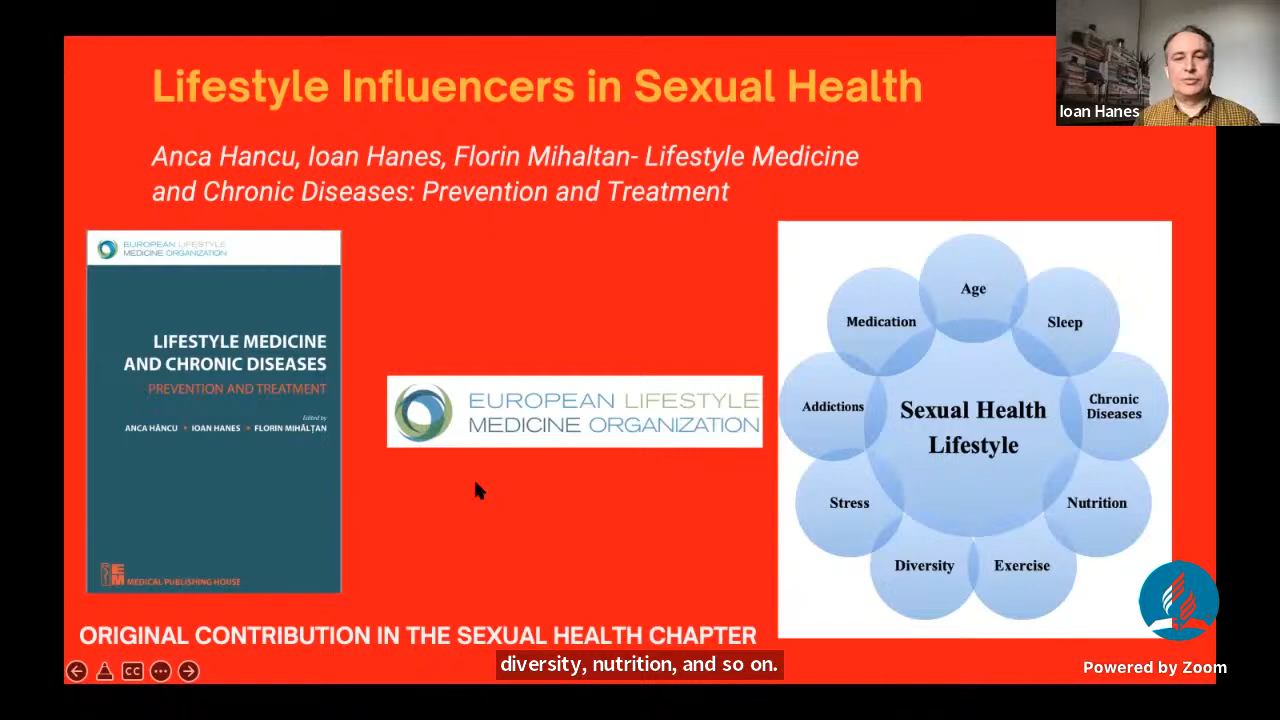 Lifestyle Influencers in Sexual Health
Ioan Hanes
Anca Hancu, Ioan Hanes, Florin Mihaltan- Lifestyle Medicine
and Chronic Diseases: Prevention and Treatment
EUROPEAN LIFESTYLE
MEDICINE ORGANIZATION
LIFESTYLE MEDICINE
AND CHRONIC DISEASES
PREVENTION AND TREATMENT
Edited by
ANCA HÂNCU • IOAN HANES • FLORIN MIHĂLȚAN
EM MEDICAL PUBLISHING HOUSE
EUROPEAN LIFESTYLE
MEDICINE ORGANIZATION
Age
Medication
Sleep
Addictions
Sexual Health
Lifestyle
Chronic
Diseases
Stress
Nutrition
Diversity
Exercise
ORIGINAL CONTRIBUTION IN THE SEXUAL HEALTH CHAPTER
diversity, nutrition, and so on.
CC
Powered by Zoom